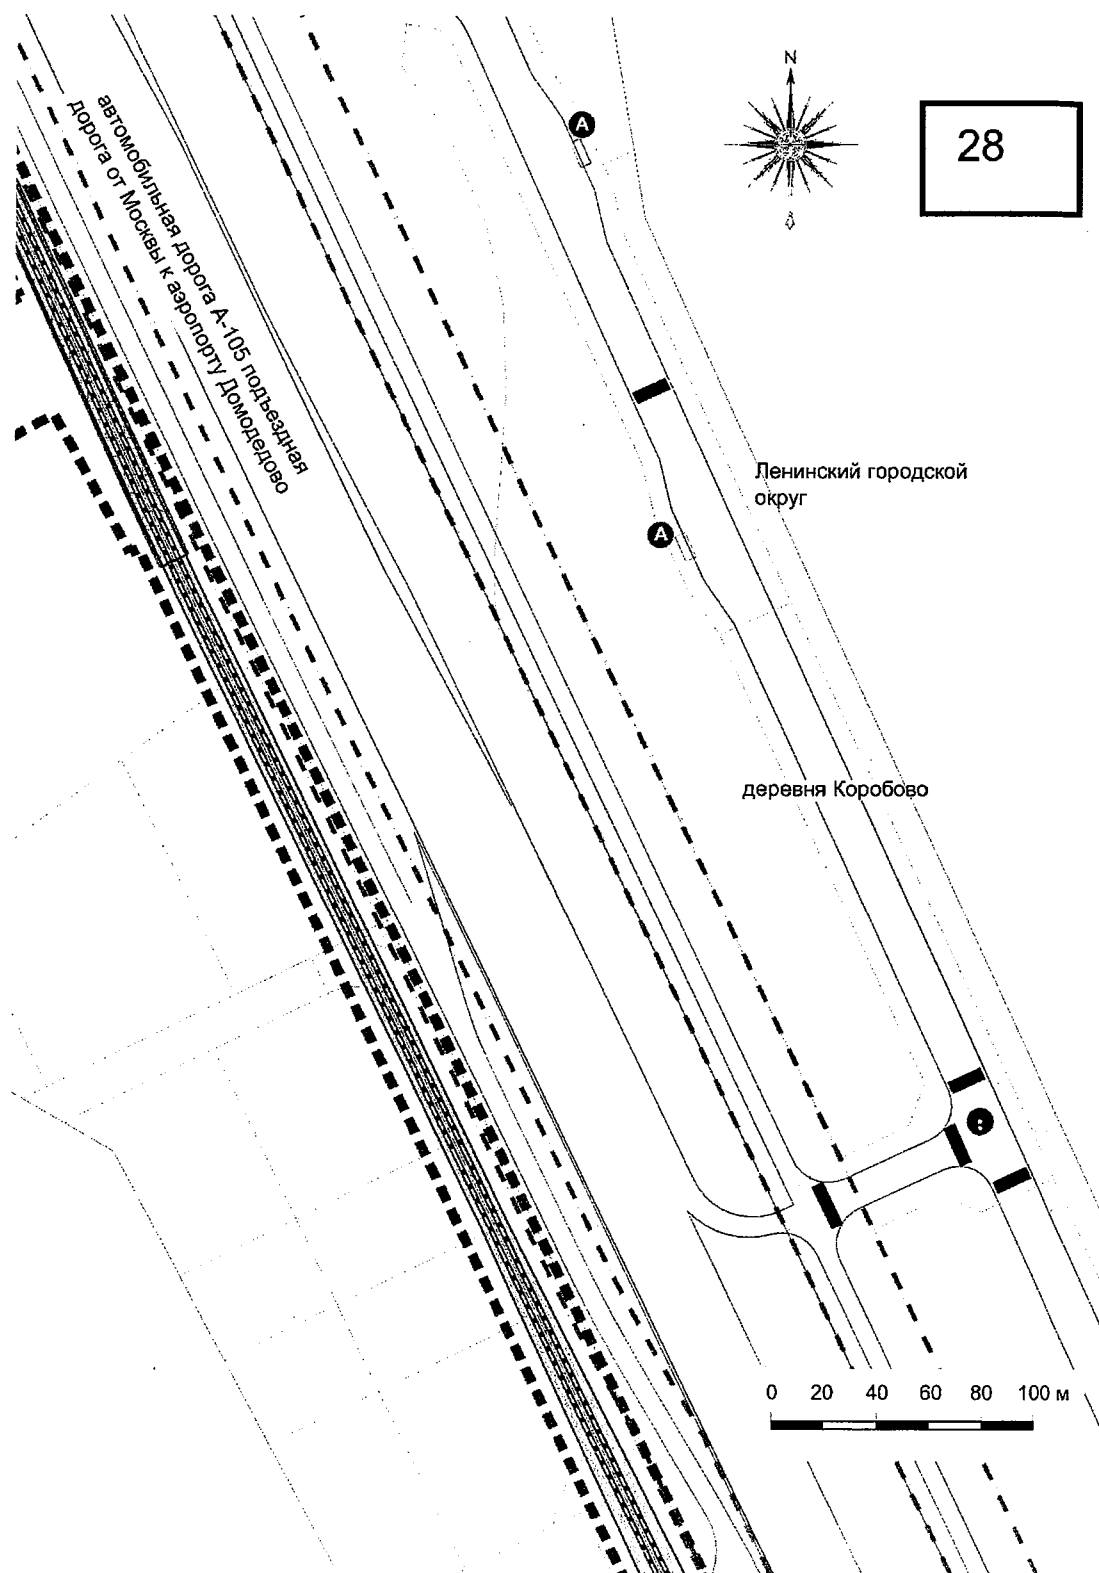 N
28
А
автомобильная дорога А-105 подъездная
дорога от Москвы к аэропорту Домодедово
Ленинский городской
округ
А
деревня Коробово
0 20 40 60 80 100 м